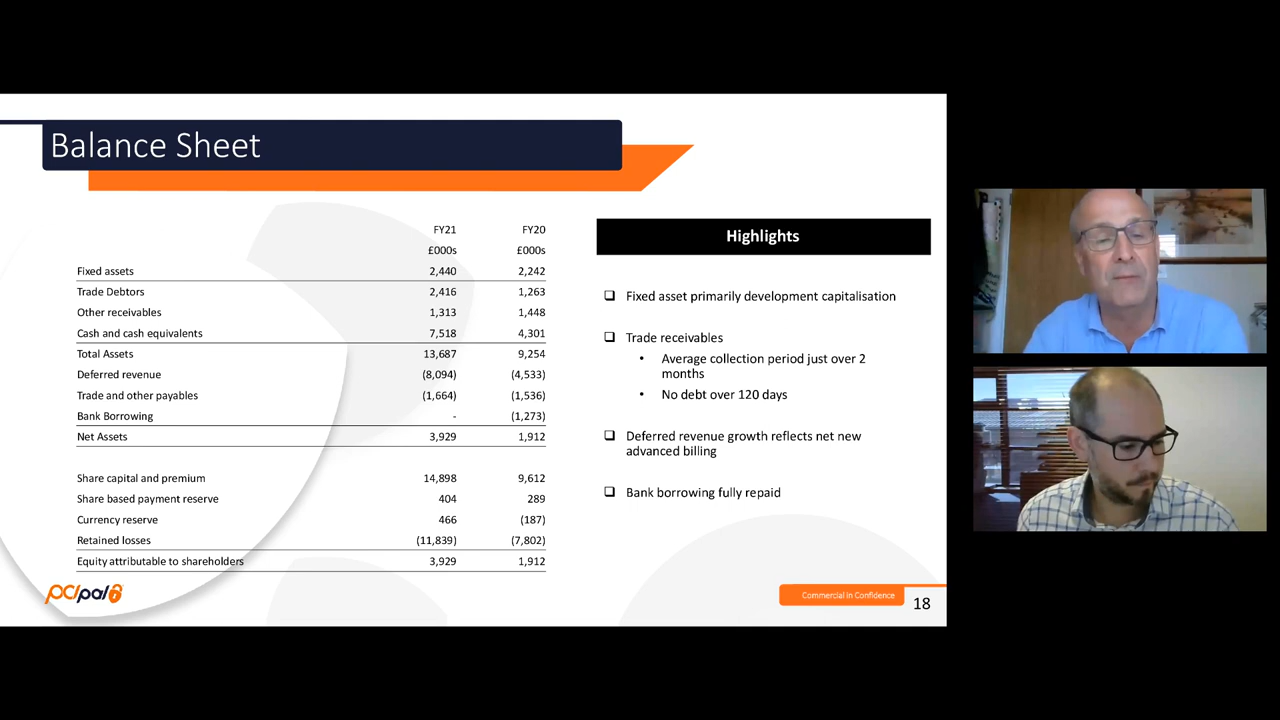 Balance Sheet
FY21 FY20
£000s £000s
Fixed assets 2,440 2,242
Trade Debtors 2,416 1,263
Other receivables 1,313 1,448
Cash and cash equivalents 7,518 4,301
Total Assets 13,687 9,254
Deferred revenue (8,094) (4,533)
Trade and other payables (1,664) (1,536)
Bank Borrowing - (1,273)
Net Assets 3,929 1,912
Share capital and premium 14,898 9,612
Share based payment reserve 404 289
Currency reserve 466 (187)
Retained losses (11,839) (7,802)
Equity attributable to shareholders 3,929 1,912
Highlights
❑ Fixed asset primarily development capitalisation
❑ Trade receivables
• Average collection period just over 2
months
• No debt over 120 days
❑ Deferred revenue growth reflects net new
advanced billing
❑ Bank borrowing fully repaid
pci pal
Commercial in Confidence
18